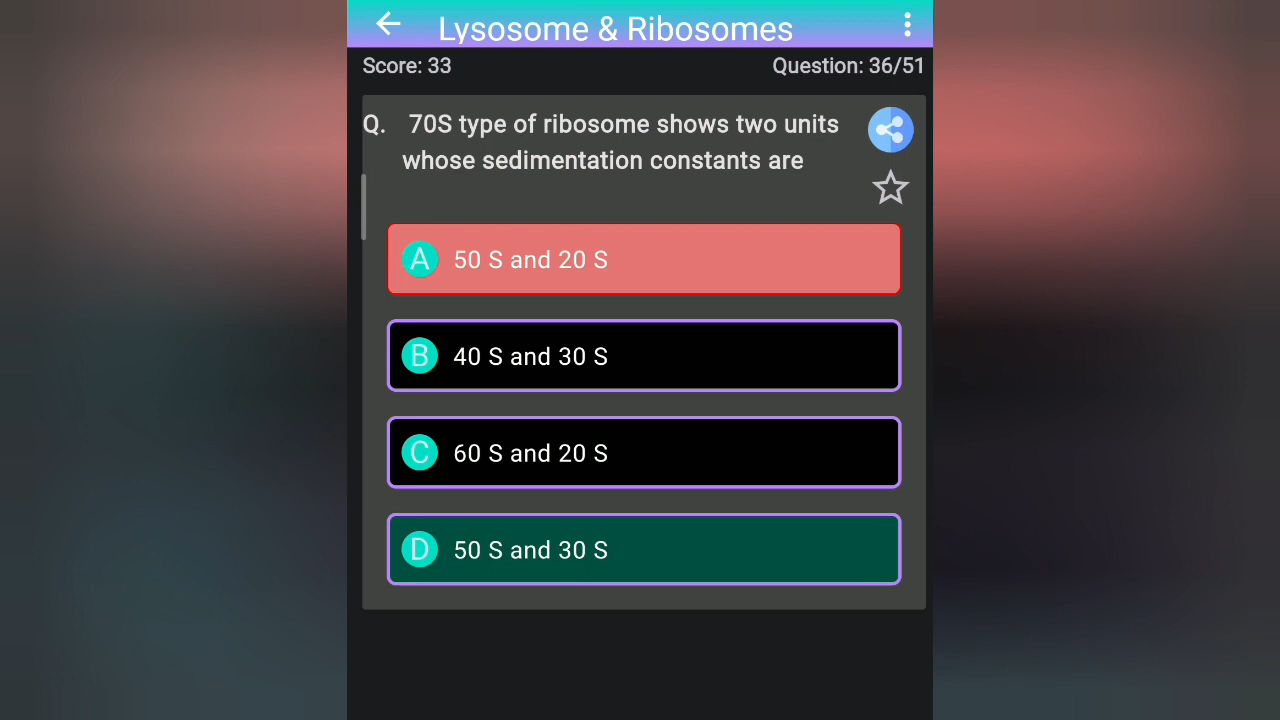 Lysosome & Ribosomes
Score: 33 Question: 36/51
Q. 70S type of ribosome shows two units
whose sedimentation constants are
A 50 S and 20 S
B 40 S and 30 S
C 60 S and 20 S
D 50 S and 30 S